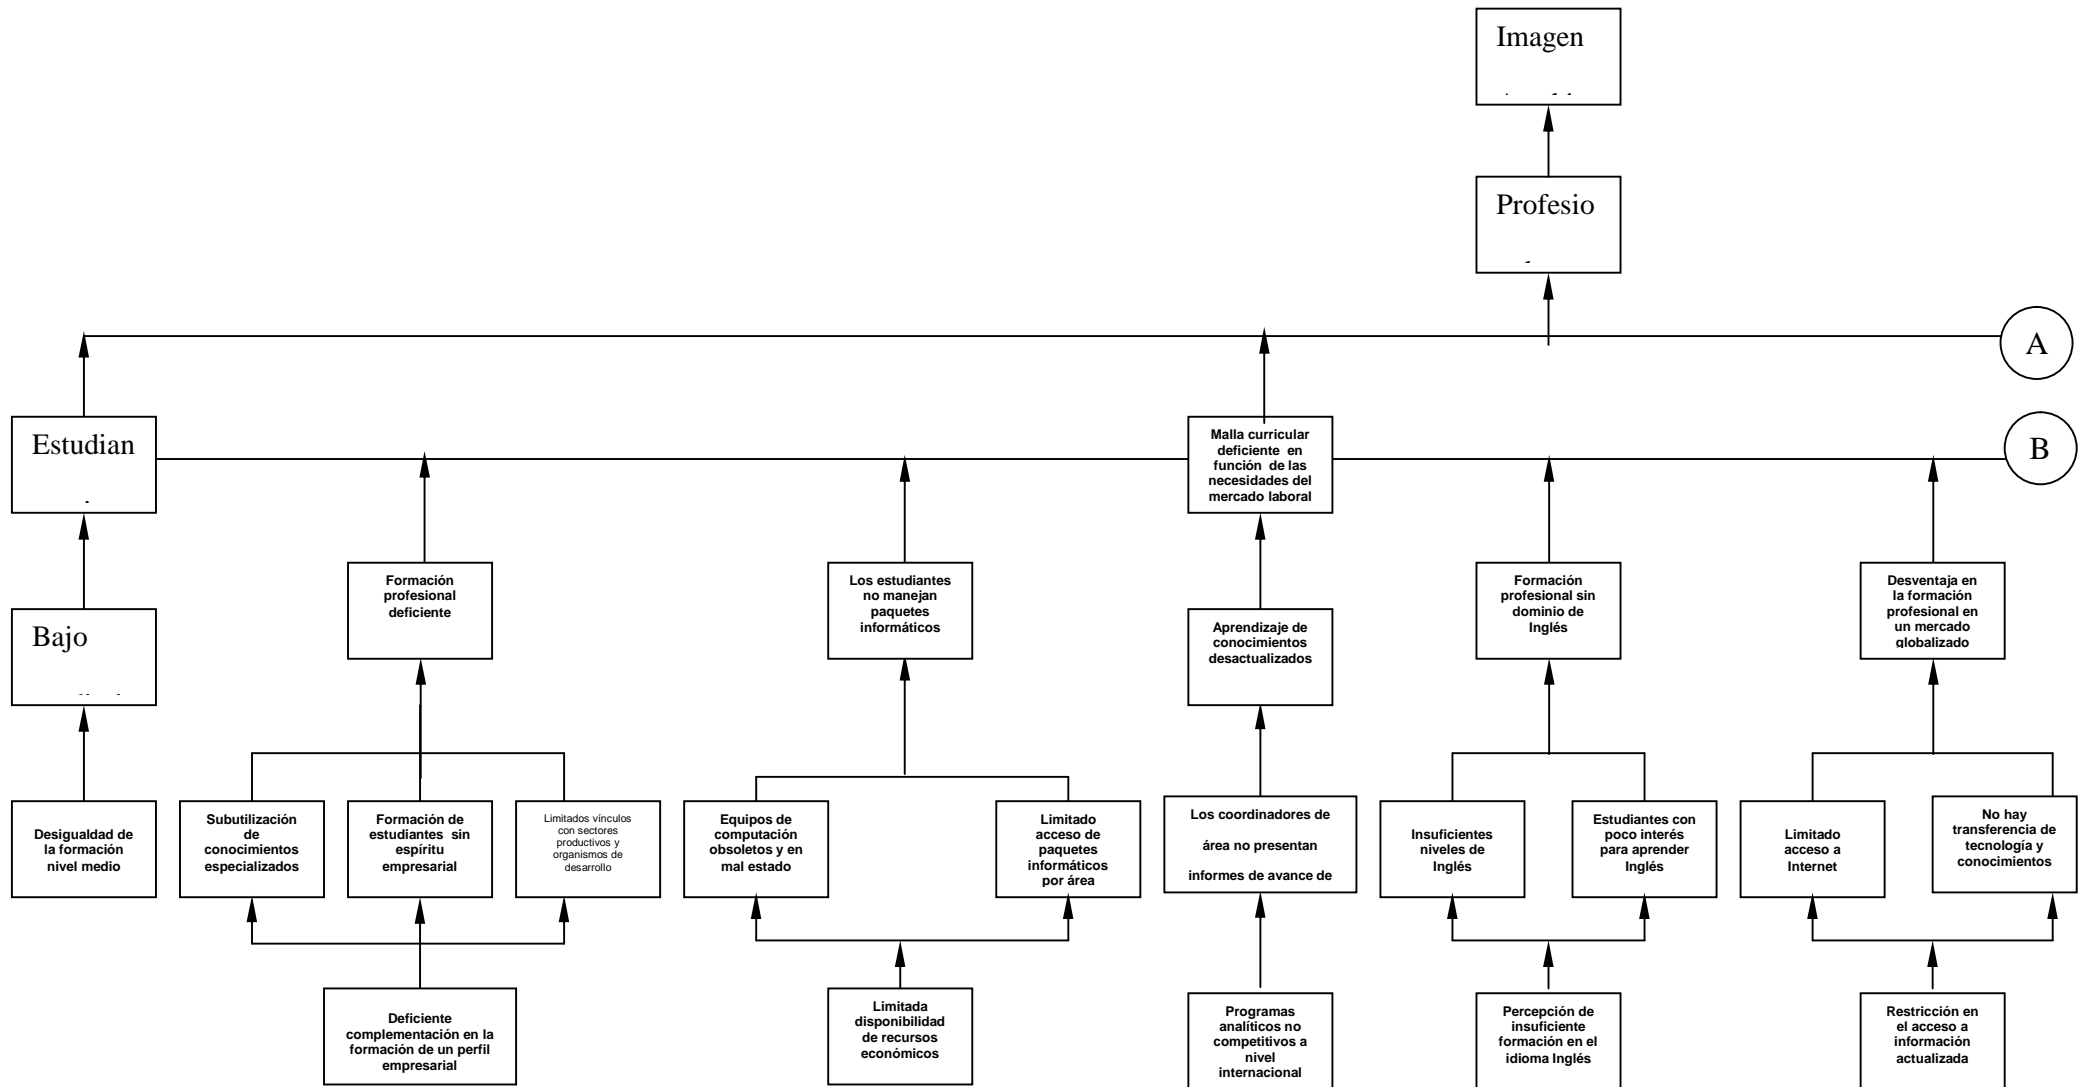 Imagen
Profesio
A
Estudian
Malla curricular
deficiente en
función de las
necesidades del
mercado laboral
B
Formación
profesional
deficiente
Los estudiantes
no manejan
paquetes
informáticos
Formación
profesional sin
dominio de
Inglés
Desventaja en
la formación
profesional en
un mercado
globalizado
Bajo
Aprendizaje de
conocimientos
desactualizados
Desigualdad de
la formación
nivel medio
Subutilización
de
conocimientos
especializados
Formación de
estudiantes sin
espíritu
empresarial
Limitados vínculos
con sectores
productivos y
organismos de
desarrollo
Equipos de
computación
obsoletos y en
mal estado
Limitado
acceso de
paquetes
informáticos
por área
Los coordinadores de
área no presentan
informes de avance de
Insuficientes
niveles de
Inglés
Estudiantes con
poco interés
para aprender
Inglés
Limitado
acceso a
Internet
No hay
transferencia de
tecnología y
conocimientos
Deficiente
complementación en la
formación de un perfil
empresarial
Limitada
disponibilidad
de recursos
económicos
Programas
analíticos no
competitivos a
nivel
internacional
Percepción de
insuficiente
formación en el
idioma Inglés
Restricción en
el acceso a
información
actualizada